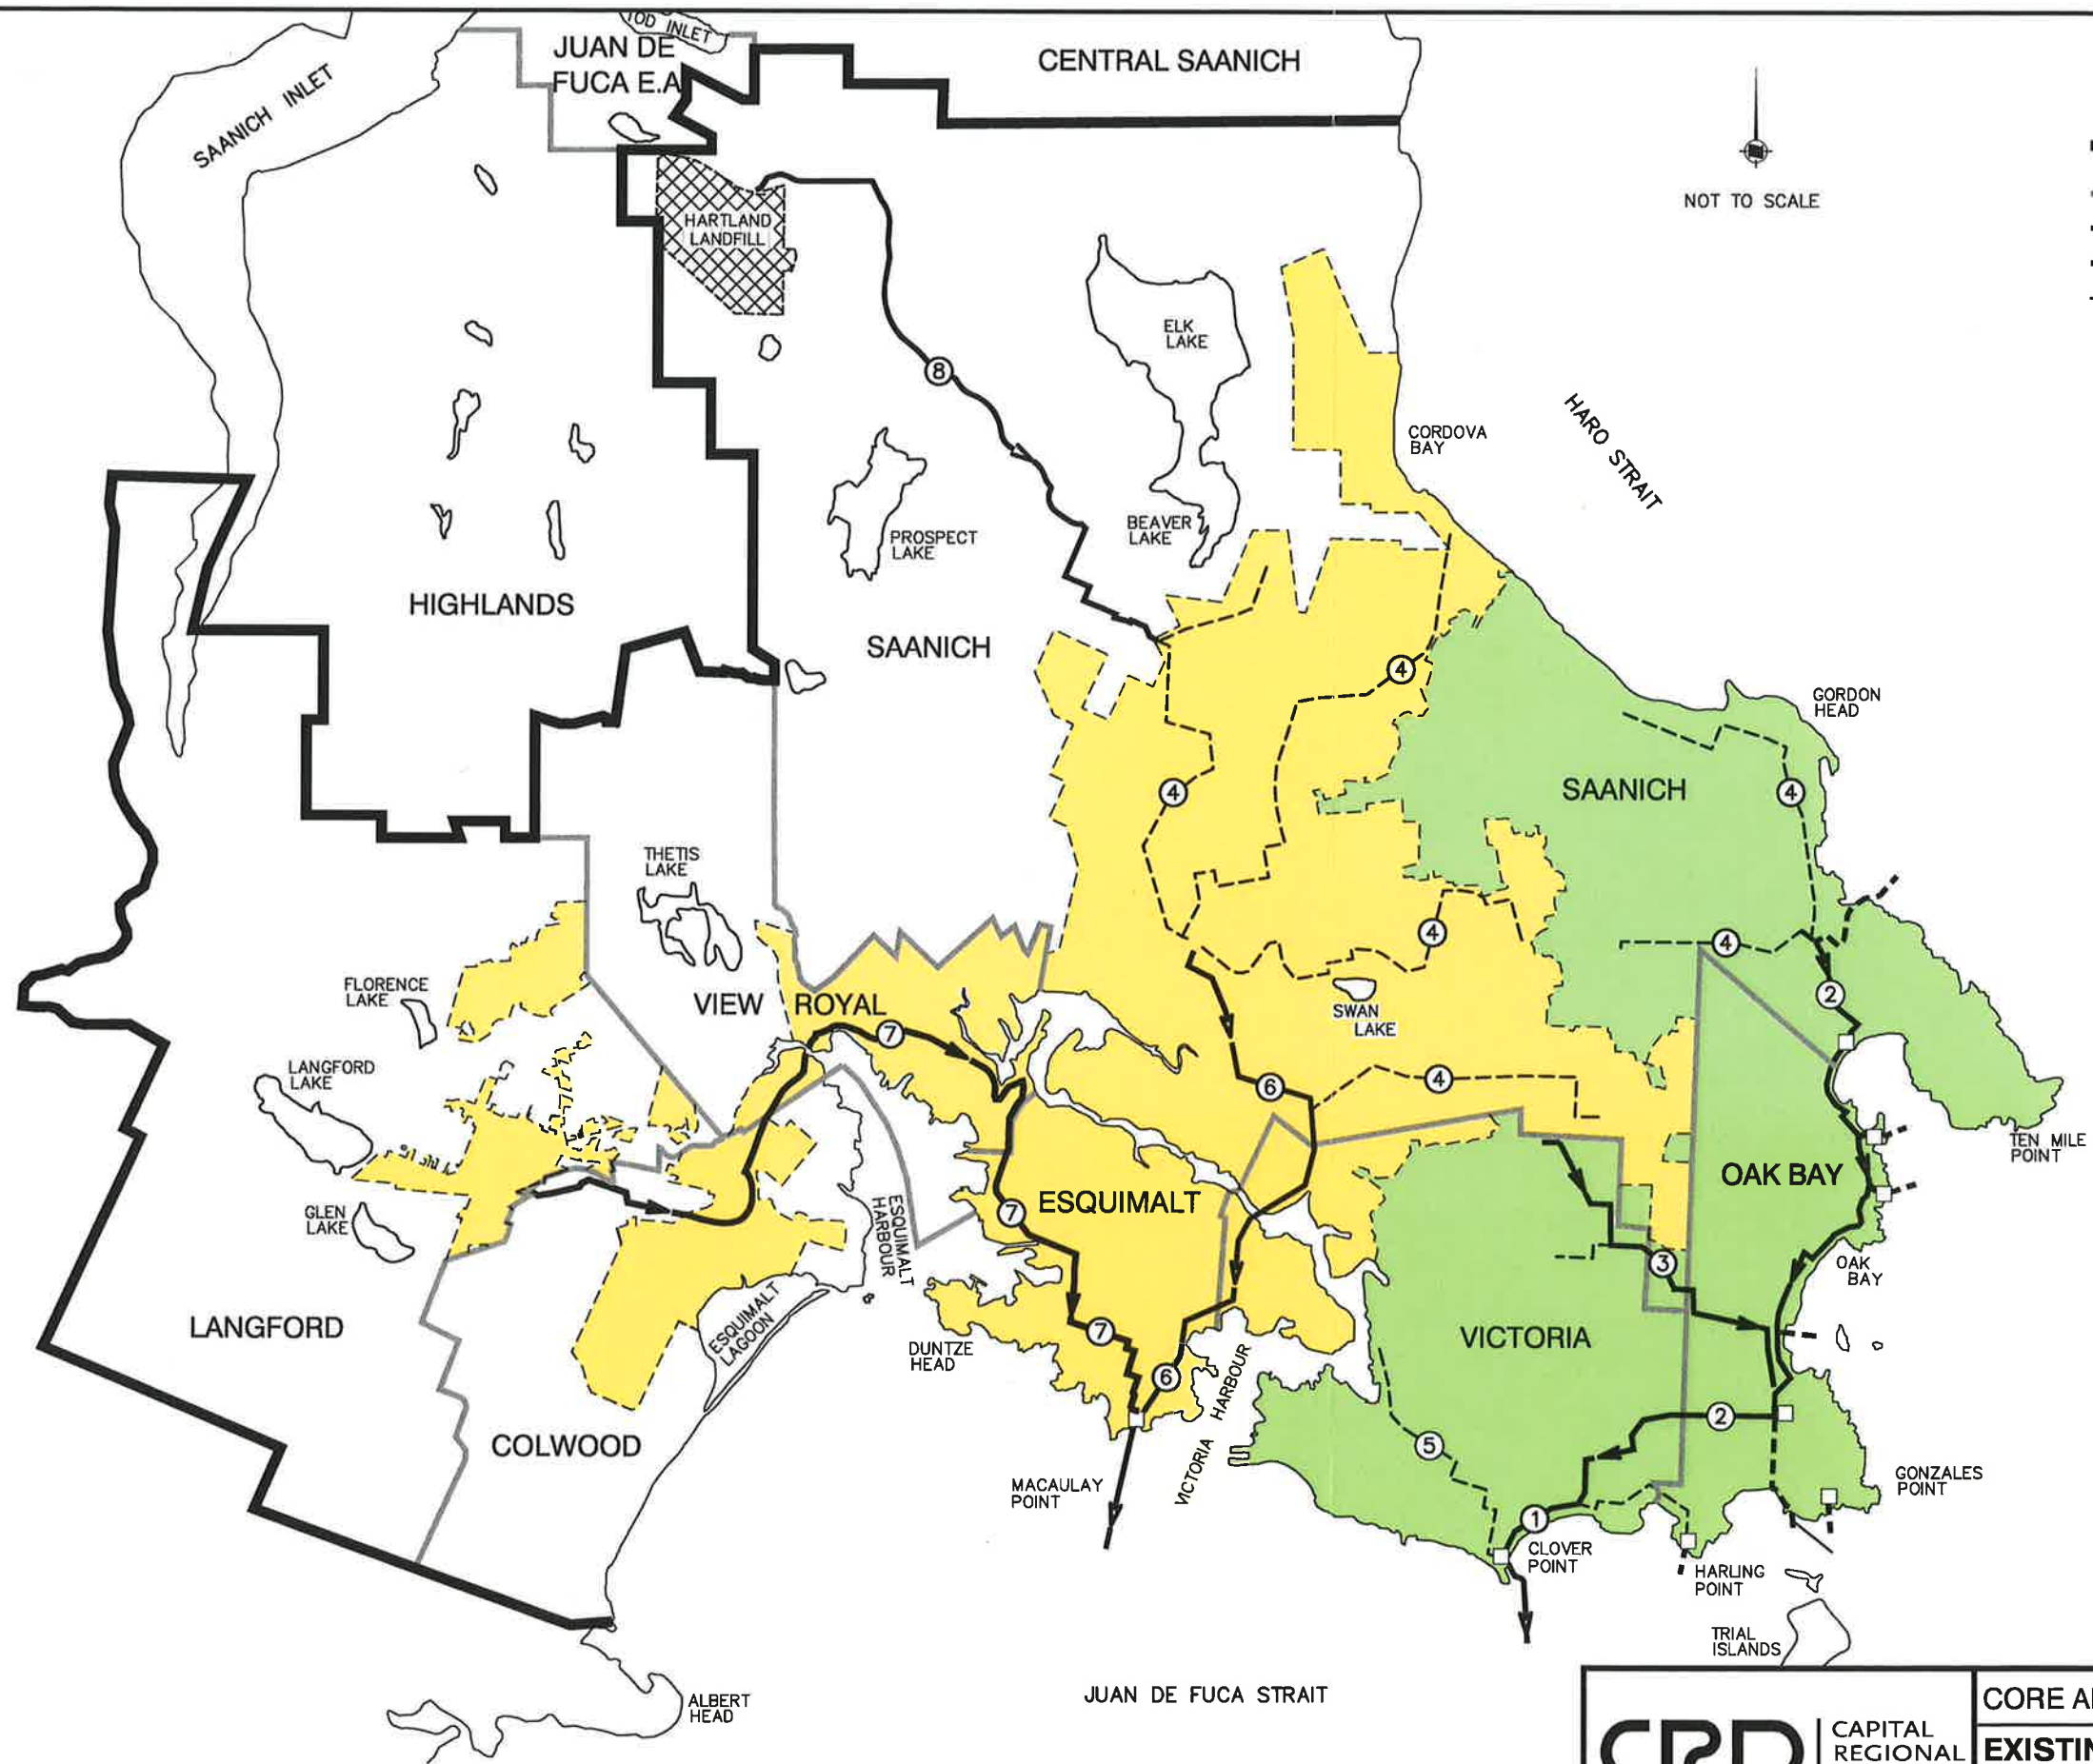 TOD INLET
JUAN DE
FUCA E.A
CENTRAL SAANICH
SAANICH INLET
NOT TO SCALE
HARTLAND
LANDFILL
ELK
LAKE
8
HARO STRAIT
CORDOVA
BAY
BEAVER
LAKE
PROSPECT
LAKE
HIGHLANDS
SAANICH
4
GORDON
HEAD
SAANICH
4
4
THETIS
LAKE
4
4
FLORENCE
LAKE
VIEW ROYAL
2
SWAN
LAKE
7
LANGFORD
LAKE
6
4
TEN MILE
POINT
OAK BAY
ESQUIMALT
GLEN
LAKE
ESQUIMALT
HARBOUR
7
3
OAK
BAY
LANGFORD
ESQUIMALT
LAGOON
DUNTZE
HEAD
7
VICTORIA
6
VICTORIA HARBOUR
2
COLWOOD
5
MACAULAY
POINT
GONZALES
POINT
1
CLOVER
POINT
HARLING
POINT
TRIAL
ISLANDS
ALBERT
HEAD
JUAN DE FUCA STRAIT
CRD
CAPITAL
REGIONAL
CORE A
EXISTIN